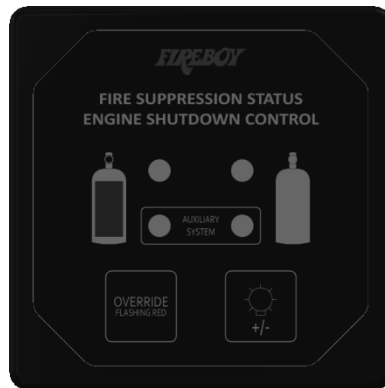 FIREBOY
FIRE SUPPRESSION STATUS
ENGINE SHUTDOWN CONTROL
AUXILIARY
SYSTEM
OVERRIDE
FLASHING RED
+/-